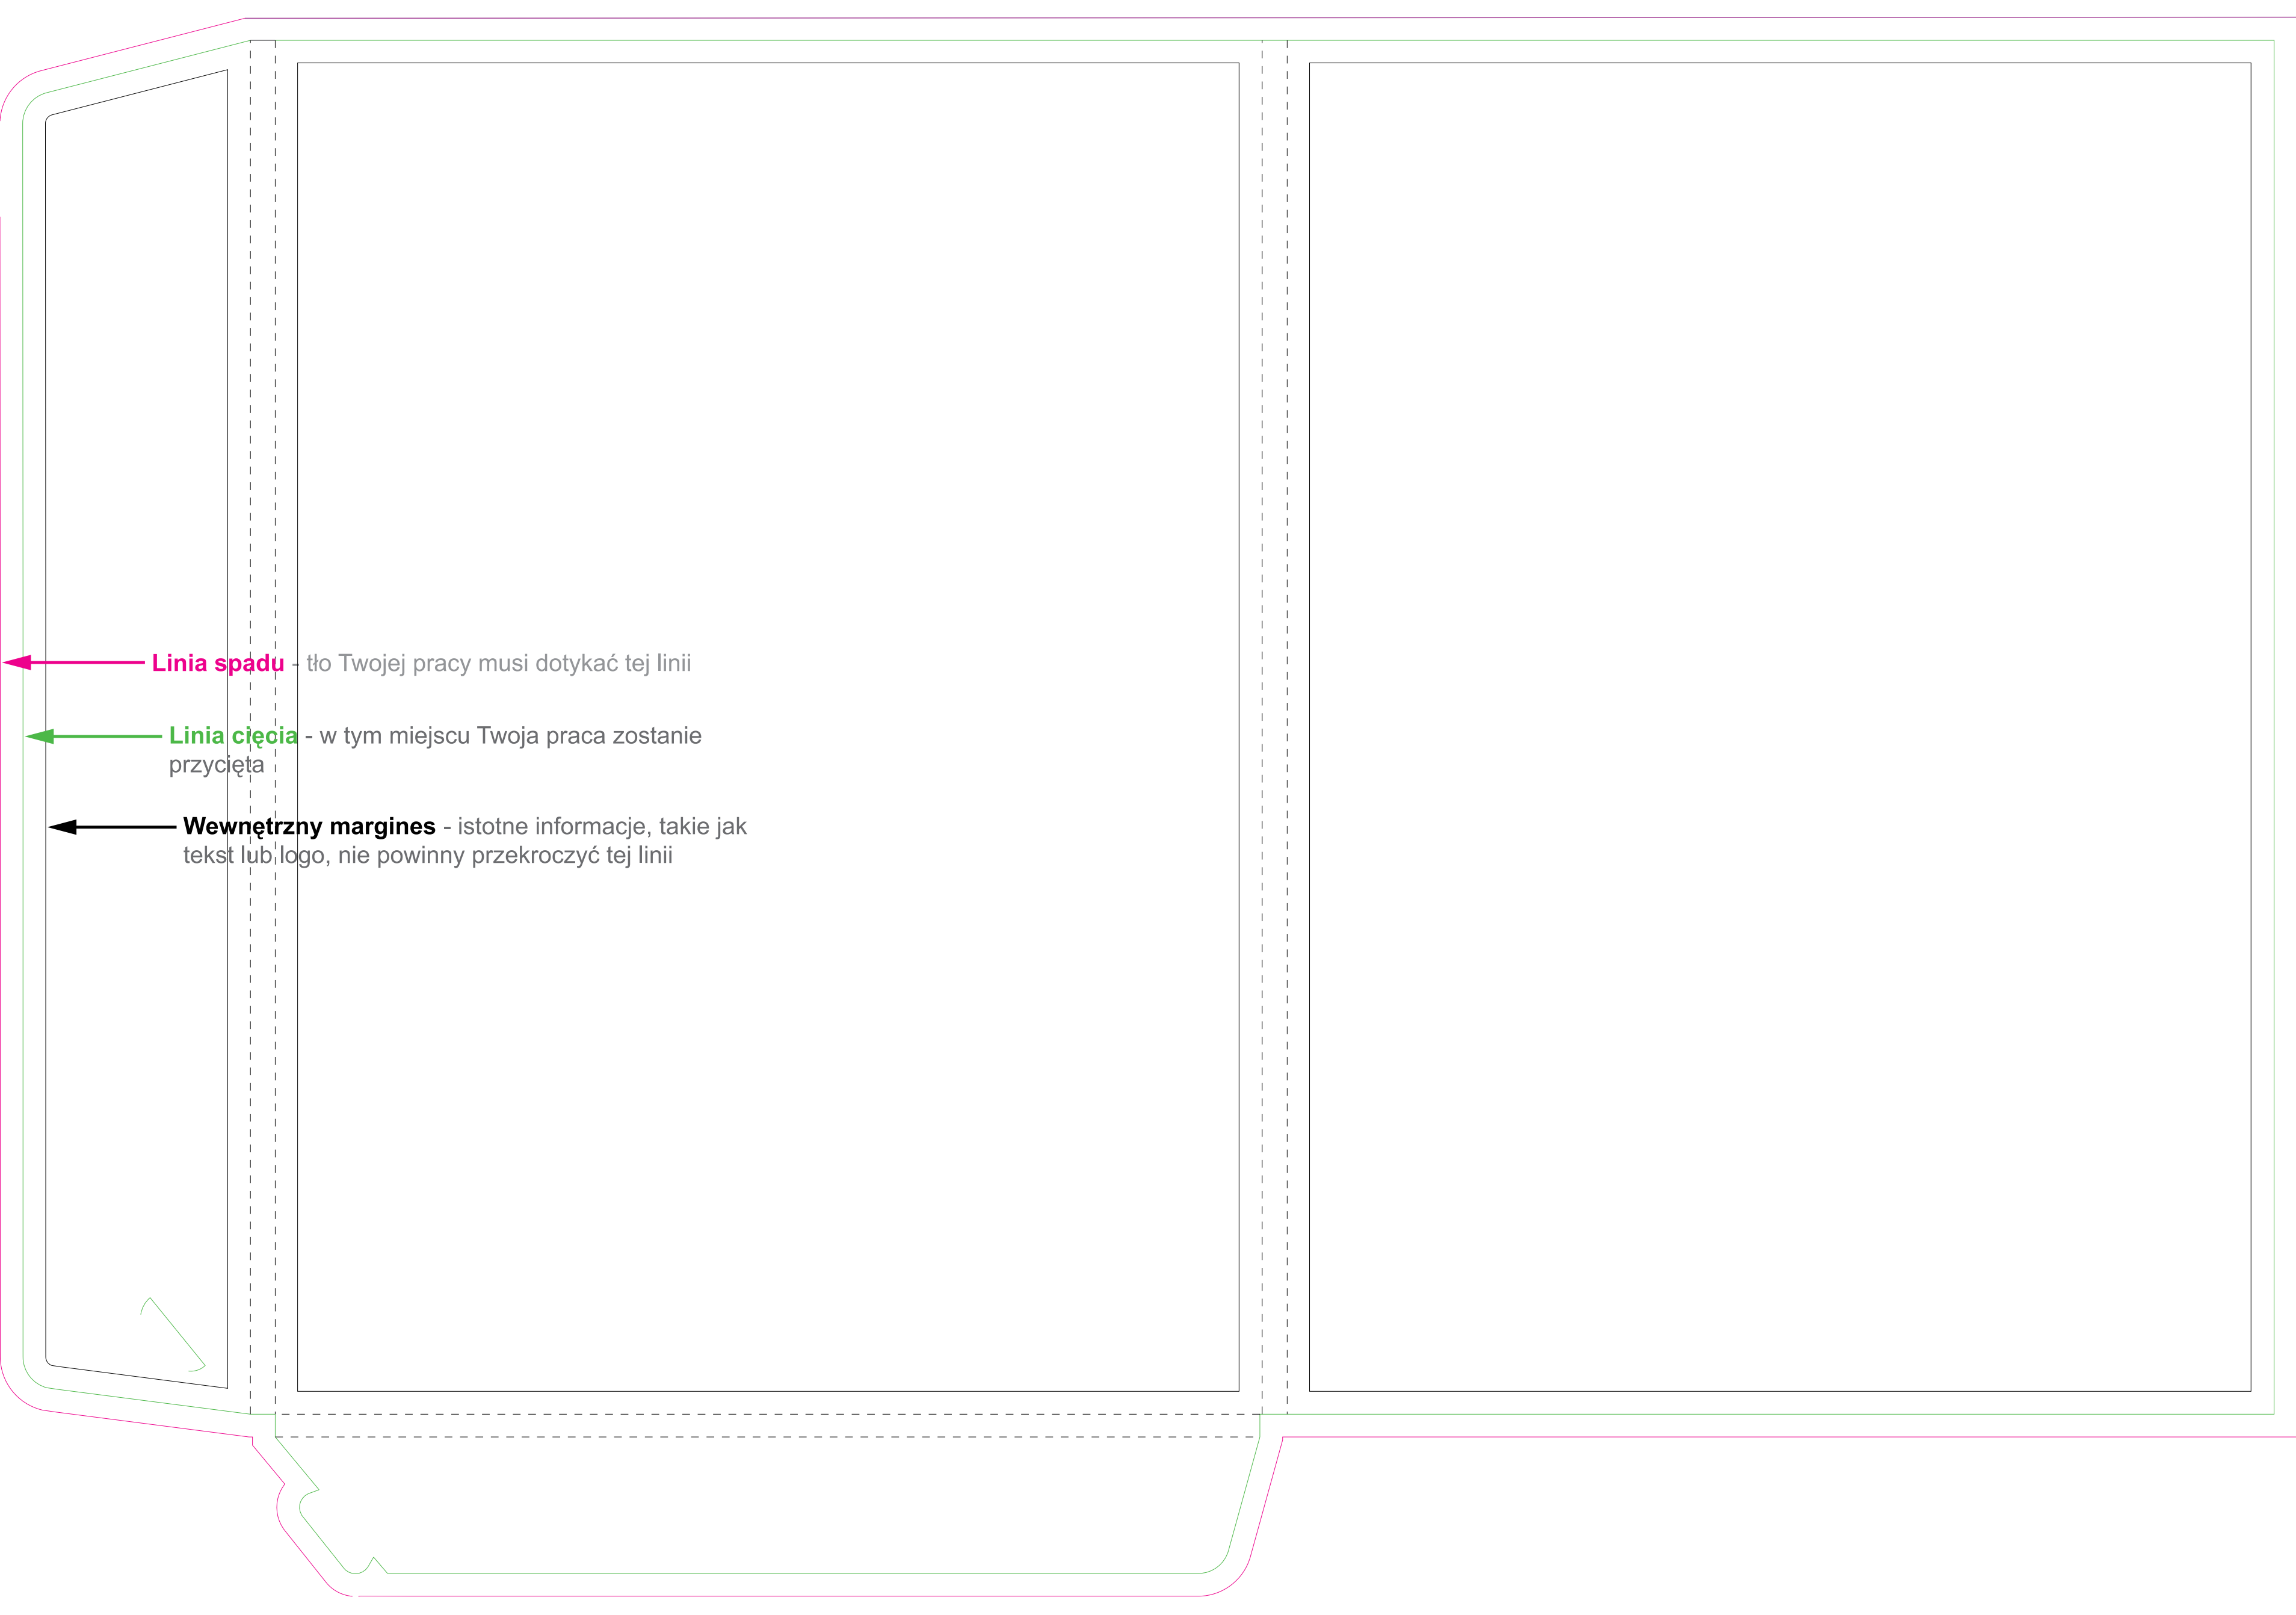 Linia spadu - tło Twojej pracy musi dotykać tej linii
Linia cięcia - w tym miejscu Twoja praca zostanie
przycięta
Wewnętrzny margines - istotne informacje, takie jak
tekst lub logo, nie powinny przekroczyć tej linii